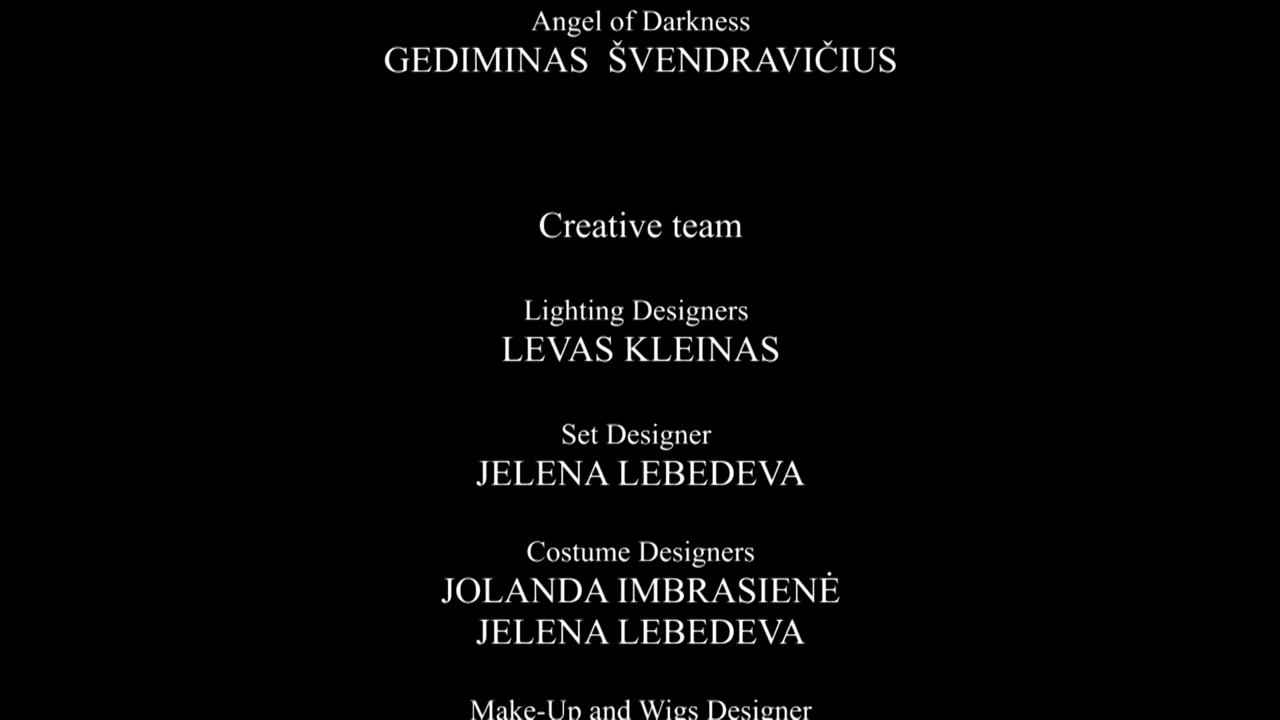 Angel of Darkness
GEDIMINAS ŠVENDRAVIČIUS
Creative team
Lighting Designers
LEVAS KLEINAS
Set Designer
JELENA LEBEDEVA
Costume Designers
JOLANDA IMBRASIENĖ
JELENA LEBEDEVA
Make-Up and Wigs Designer